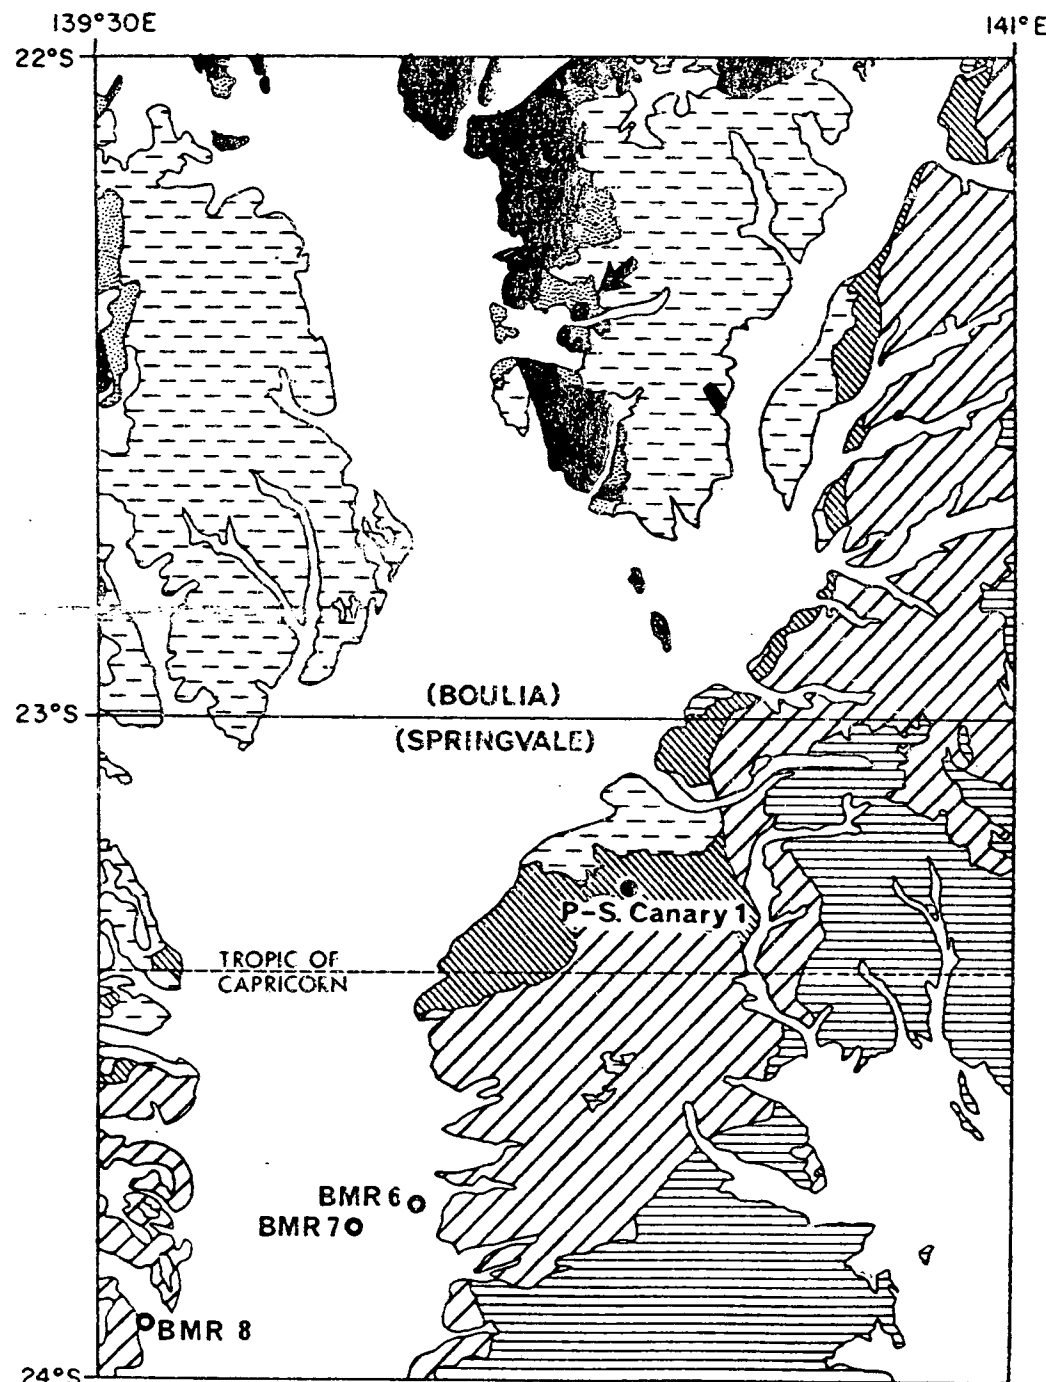 139°30E
141°E
22°S
(BOULIA)
23°S
(SPRINGVALE)
P-S. Canary 1
TROPIC OF
CAPRICORN
BMR 6
BMR 7
BMR 8
24°S